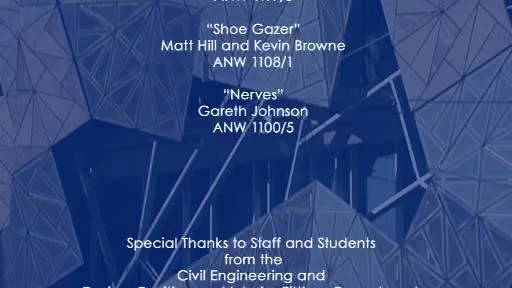 “Shoe Gazer”
Matt Hill and Kevin Browne
ANW 1108/1
“Nerves”
Gareth Johnson
ANW 1100/5
Special Thanks to Staff and Students
from the
Civil Engineering and